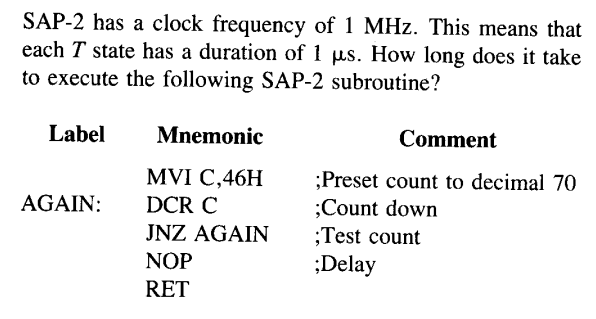 SAP-2 has a clock frequency of 1 MHz. This means that
each T state has a duration of 1 μs. How long does it take
to execute the following SAP-2 subroutine?
Label Mnemonic Comment
MVI C,46H ;Preset count to decimal 70
AGAIN: DCR C ;Count down
JNZ AGAIN ;Test count
NOP ;Delay
RET